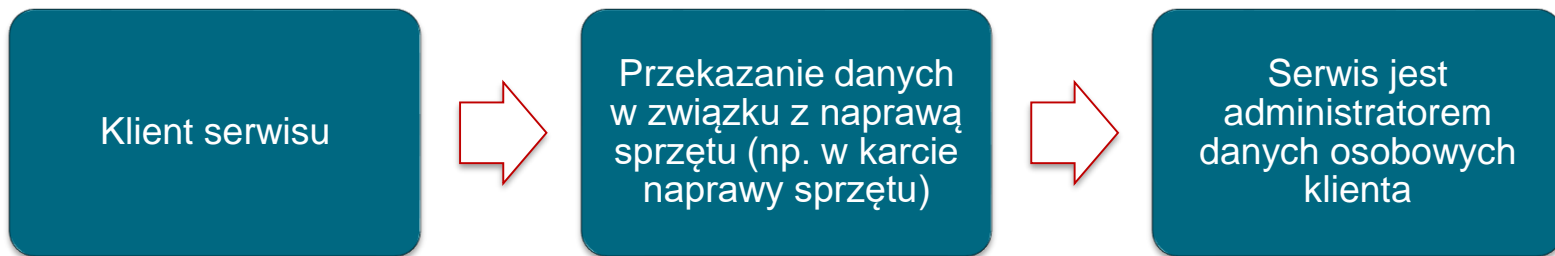 Klient serwisu
Przekazanie danych
w związku z naprawą
sprzętu (np. w karcie
naprawy sprzętu)
Serwis jest
administratorem
danych osobowych
klienta